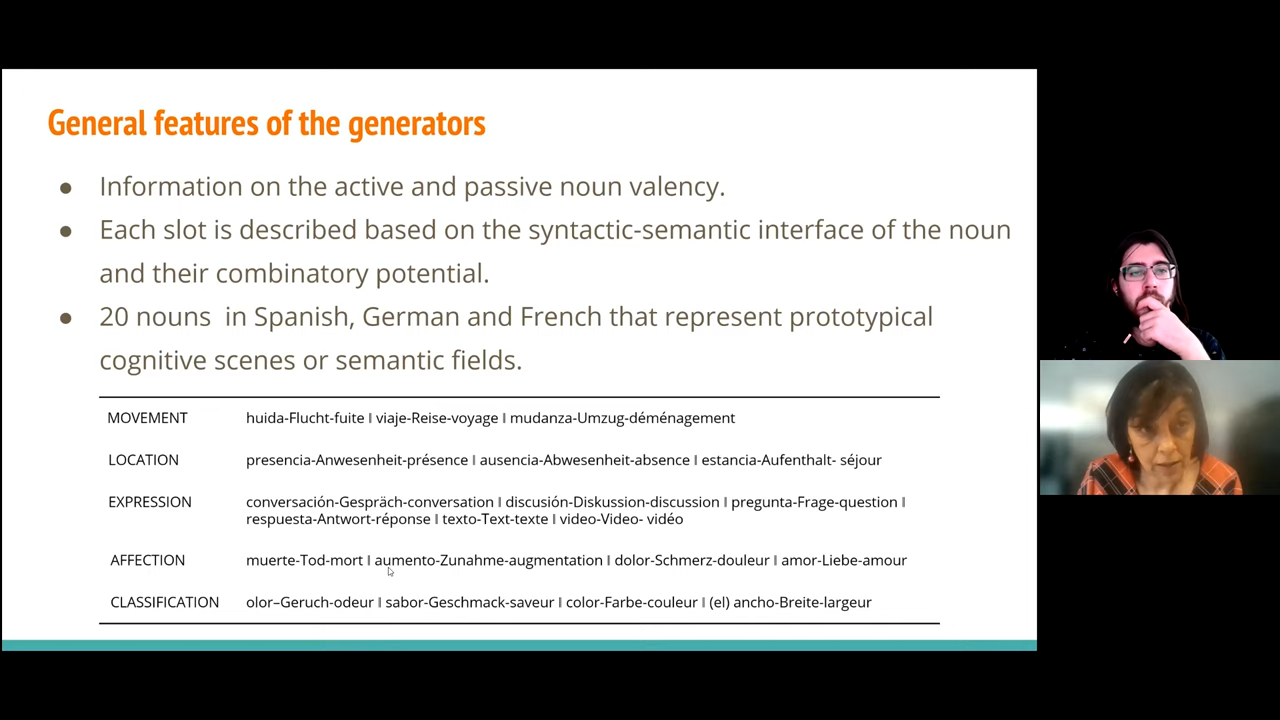 General features of the generators
● Information on the active and passive noun valency.
● Each slot is described based on the syntactic-semantic interface of the noun
and their combinatory potential.
● 20 nouns in Spanish, German and French that represent prototypical
cognitive scenes or semantic fields.
MOVEMENT huida-Flucht-fuite I viaje-Reise-voyage I mudanza-Umzug-déménagement
LOCATION presencia-Anwesenheit-présence I ausencia-Abwesenheit-absence I estancia-Aufenthalt- séjour
EXPRESSION conversación-Gespräch-conversation I discusión-Diskussion-discussion I pregunta-Frage-question I
respuesta-Antwort-réponse I texto-Text-texte I video-Video- vidéo
AFFECTION muerte-Tod-mort I aumento-Zunahme-augmentation I dolor-Schmerz-douleur I amor-Liebe-amour
CLASSIFICATION olor–Geruch-odeur I sabor-Geschmack-saveur I color-Farbe-couleur I (el) ancho-Breite-largeur